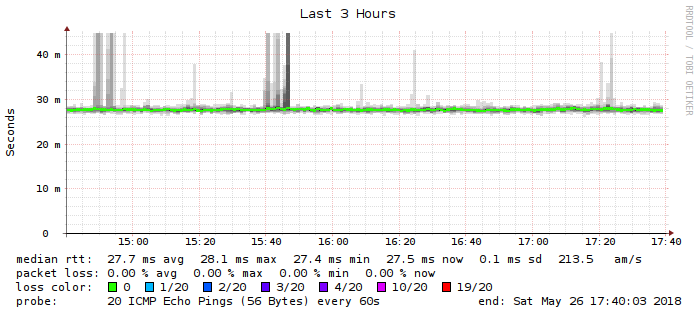 Last 3 Hours
RRDTOOL / TOBI OETIKER
Seconds
40 m
30 m
20 m
10 m
0
15:00 15:20 15:40 16:00 16:20 16:40 17:00 17:20 17:40
median rtt: 27.7 ms avg 28.1 ms max 27.4 ms min 27.5 ms now 0.1 ms sd 213.5 am/s
packet loss: 0.00 % avg 0.00 % max 0.00 % min 0.00 % now
loss color: 0 1/20 2/20 3/20 4/20 10/20 19/20
probe: 20 ICMP Echo Pings (56 Bytes) every 60s end: Sat May 26 17:40:03 2018